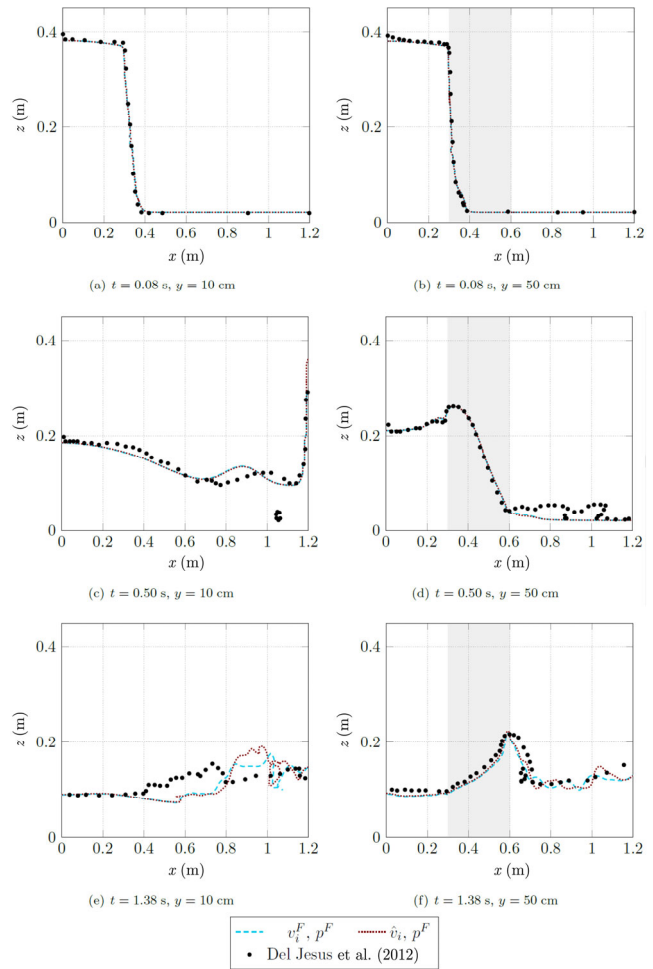 0.4 0.4
z (m) 0.2 z (m) 0.2
0 0
0 0.2 0.4 0.6 0.8 1 1.2 0 0.2 0.4 0.6 0.8 1 1.2
x (m) x (m)
(a) t = 0.08 s, y = 10 cm (b) t = 0.08 s, y = 50 cm
0.4 0.4
z (m) 0.2 z (m) 0.2
0 0
0 0.2 0.4 0.6 0.8 1 1.2 0 0.2 0.4 0.6 0.8 1 1.2
x (m) x (m)
(c) t = 0.50 s, y = 10 cm (d) t = 0.50 s, y = 50 cm
0.4 0.4
z (m) 0.2 z (m) 0.2
0 0
0 0.2 0.4 0.6 0.8 1 1.2 0 0.2 0.4 0.6 0.8 1 1.2
x (m) x (m)
(e) t = 1.38 s, y = 10 cm (f) t = 1.38 s, y = 50 cm
v_i^F, p^F v̂_i, p^F
Del Jesus et al. (2012)